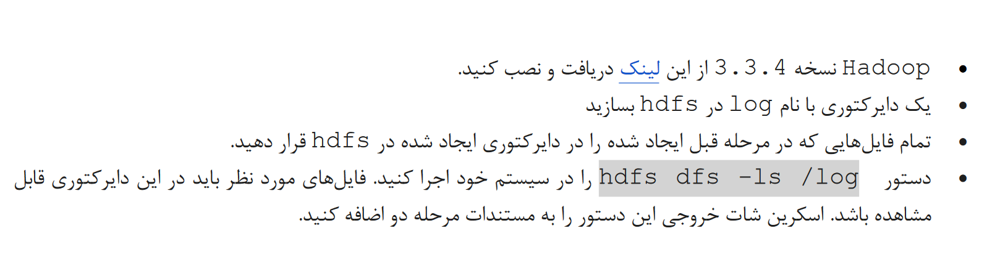 ● Hadoop نسخه 3.3.4 از این لینک دریافت و نصب کنید.
● یک دایرکتوری با نام log در hdfs بسازید
● تمام فایل‌هایی که در مرحله قبل ایجاد شده را در دایرکتوری ایجاد شده در hdfs قرار دهید.
● دستور hdfs dfs -ls /log را در سیستم خود اجرا کنید. فایل‌های مورد نظر باید در این دایرکتوری قابل
مشاهده باشد. اسکرین شات خروجی این دستور را به مستندات مرحله دو اضافه کنید.